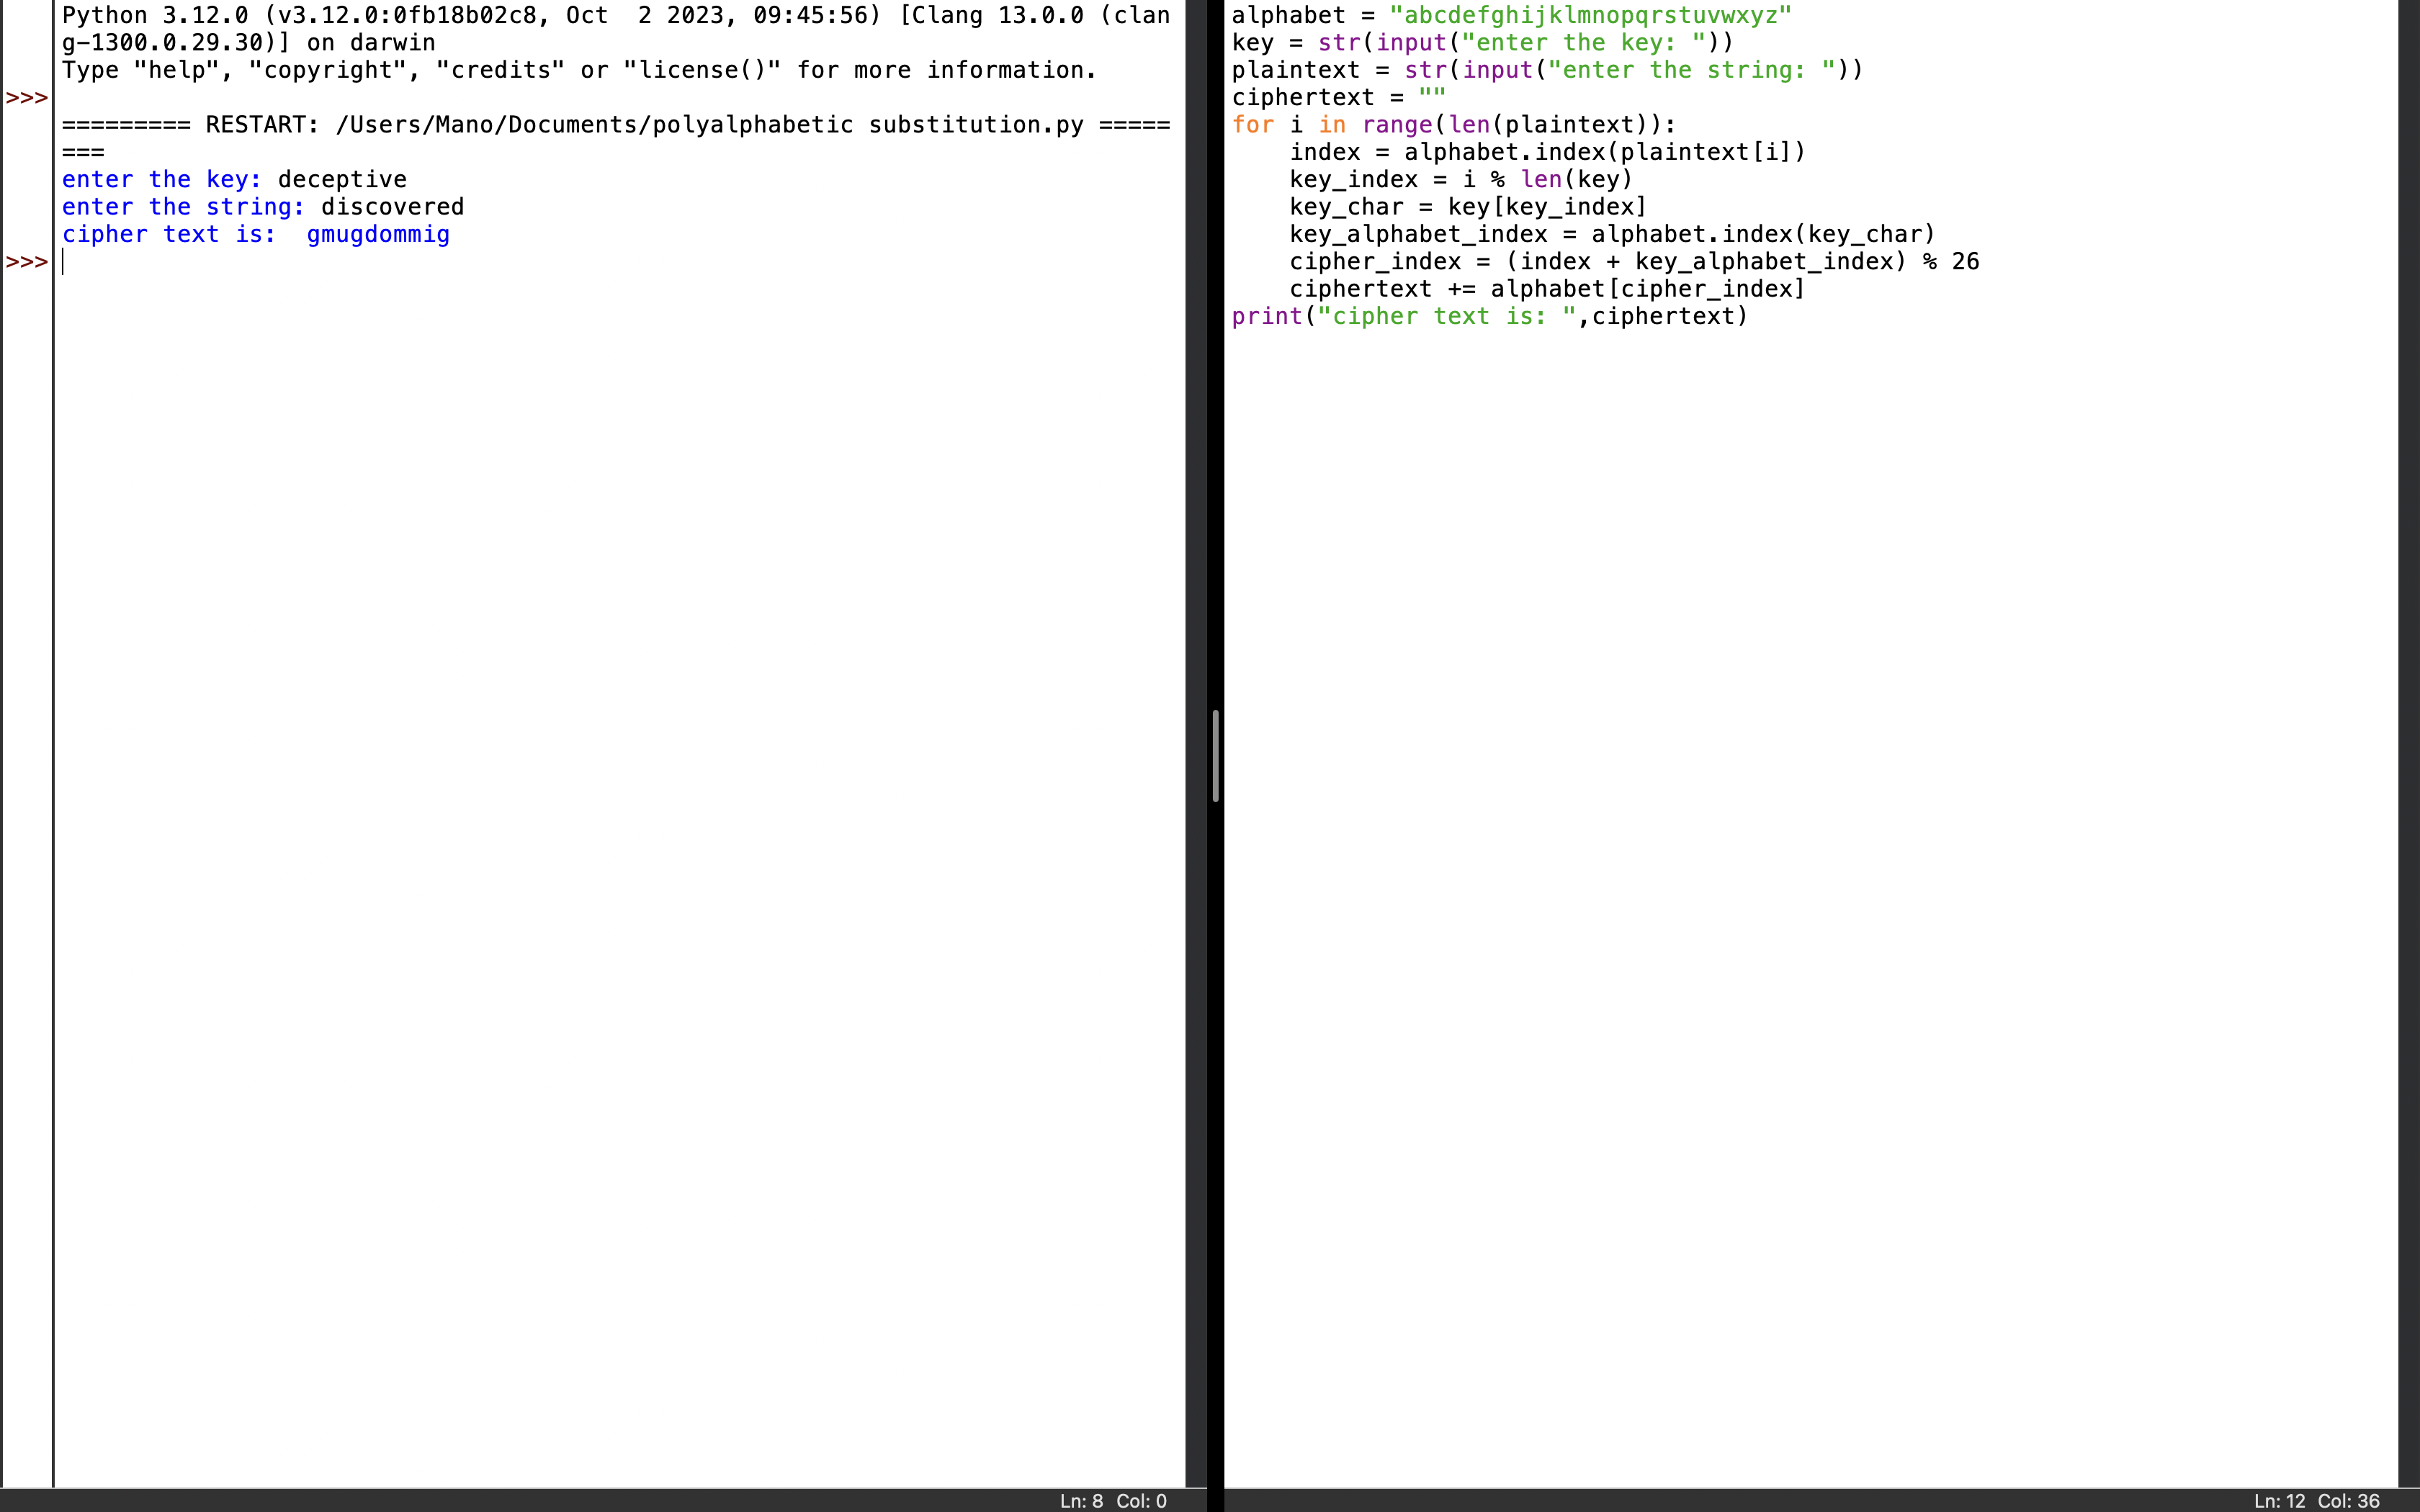 Python 3.12.0 (v3.12.0:0fb18b02c8, Oct  2 2023, 09:45:56) [Clang 13.0.0 (clan
g-1300.0.29.30)] on darwin
Type "help", "copyright", "credits" or "license()" for more information.
>>>
========= RESTART: /Users/Mano/Documents/polyalphabetic substitution.py =====
===
enter the key: deceptive
enter the string: discovered
cipher text is:  gmugdommig
>>>
Ln: 8  Col: 0
alphabet = "abcdefghijklmnopqrstuvwxyz"
key = str(input("enter the key: "))
plaintext = str(input("enter the string: "))
ciphertext = ""
for i in range(len(plaintext)):
    index = alphabet.index(plaintext[i])
    key_index = i % len(key)
    key_char = key[key_index]
    key_alphabet_index = alphabet.index(key_char)
    cipher_index = (index + key_alphabet_index) % 26
    ciphertext += alphabet[cipher_index]
print("cipher text is: ",ciphertext)
Ln: 12  Col: 36